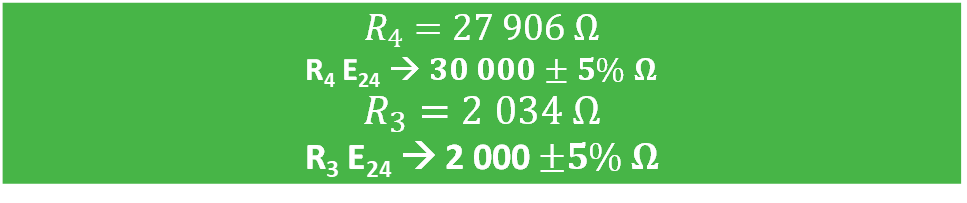 R₄ = 27 906 Ω
R₄ E₂₄ → 30 000 ± 5% Ω
R₃ = 2 034 Ω
R₃ E₂₄ → 2 000 ±5% Ω